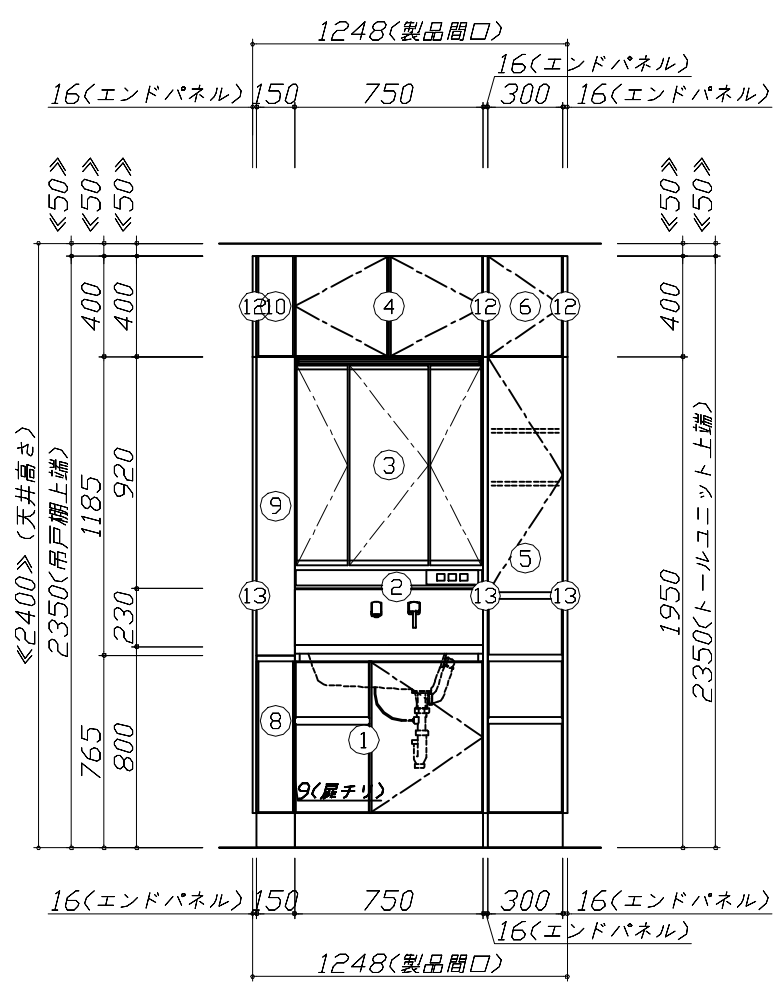 1248(製品間口)
16(エンドパネル)
16(エンドパネル) 150 750 300 16(エンドパネル)
≪50≫ ≪50≫ ≪50≫ ≪50≫ ≪50≫
400 400 400
12 10 4 12 6 12
≪2400≫(天井高さ)
2350(吊戸棚上端)
1185
920
3
9
5
2
13 13 13
230
1950
2350(トールユニット上端)
8
1
765
800
9(扉チリ)
16(エンドパネル) 150 750 300 16(エンドパネル)
16(エンドパネル)
1248(製品間口)